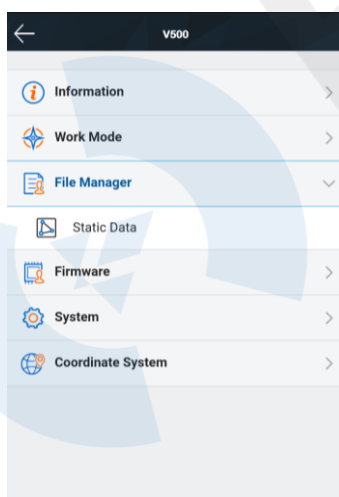 V500
Information
Work Mode
File Manager
Static Data
Firmware
System
Coordinate System